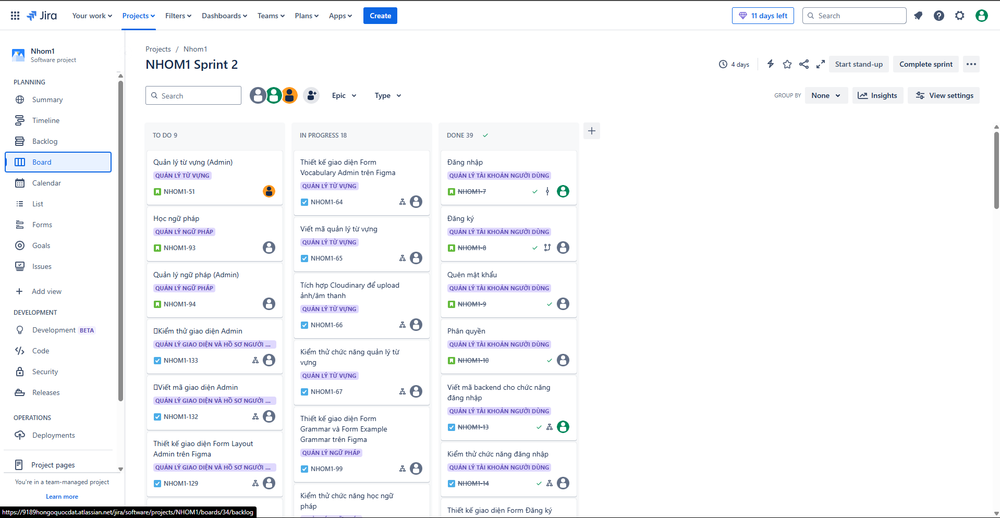 Jira
Your work
Projects
Filters
Dashboards
Teams
Plans
Apps
Create
11 days left
Search
Nhom1
Software project
PLANNING
Summary
Timeline
Backlog
Board
Calendar
List
Forms
Goals
Issues
Add view
DEVELOPMENT
Development BETA
Code
Security
Releases
OPERATIONS
Deployments
Project pages
You're in a team-managed project
Learn more
https://9189hongoquocdat.atlassian.net/jira/software/projects/NHOM1/boards/34/backlog
Projects / Nhom1
NHOM1 Sprint 2
4 days
Start stand-up
Complete sprint
Search
Epic
Type
GROUP BY
None
Insights
View settings
TO DO 9
Quản lý từ vựng (Admin)
QUẢN LÝ TỪ VỰNG
NHOM1-51
Học ngữ pháp
QUẢN LÝ NGỮ PHÁP
NHOM1-93
Quản lý ngữ pháp (Admin)
QUẢN LÝ NGỮ PHÁP
NHOM1-94
Kiểm thử giao diện Admin
QUẢN LÝ GIAO DIỆN VÀ HỒ SƠ NGƯỜI ...
NHOM1-133
Viết mã giao diện Admin
QUẢN LÝ GIAO DIỆN VÀ HỒ SƠ NGƯỜI ...
NHOM1-132
Thiết kế giao diện Form Layout
Admin trên Figma
QUẢN LÝ GIAO DIỆN VÀ HỒ SƠ NGƯỜI ...
NHOM1-129
IN PROGRESS 18
Thiết kế giao diện Form
Vocabulary Admin trên Figma
QUẢN LÝ TỪ VỰNG
NHOM1-64
Viết mã quản lý từ vựng
QUẢN LÝ TỪ VỰNG
NHOM1-65
Tích hợp Cloudinary để upload
ảnh/âm thanh
QUẢN LÝ TỪ VỰNG
NHOM1-66
Kiểm thử chức năng quản lý từ
vựng
QUẢN LÝ TỪ VỰNG
NHOM1-67
Thiết kế giao diện Form
Grammar và Form Example
Grammar trên Figma
QUẢN LÝ NGỮ PHÁP
NHOM1-99
Kiểm thử chức năng học ngữ
pháp
DONE 39
Đăng nhập
QUẢN LÝ TÀI KHOẢN NGƯỜI DÙNG
NHOM1-7
Đăng ký
QUẢN LÝ TÀI KHOẢN NGƯỜI DÙNG
NHOM1-8
Quên mật khẩu
QUẢN LÝ TÀI KHOẢN NGƯỜI DÙNG
NHOM1-9
Phân quyền
QUẢN LÝ TÀI KHOẢN NGƯỜI DÙNG
NHOM1-10
Viết mã backend cho chức năng
đăng nhập
QUẢN LÝ TÀI KHOẢN NGƯỜI DÙNG
NHOM1-13
Kiểm thử chức năng đăng nhập
QUẢN LÝ TÀI KHOẢN NGƯỜI DÙNG
NHOM1-14
Thiết kế giao diện Form Đăng ký